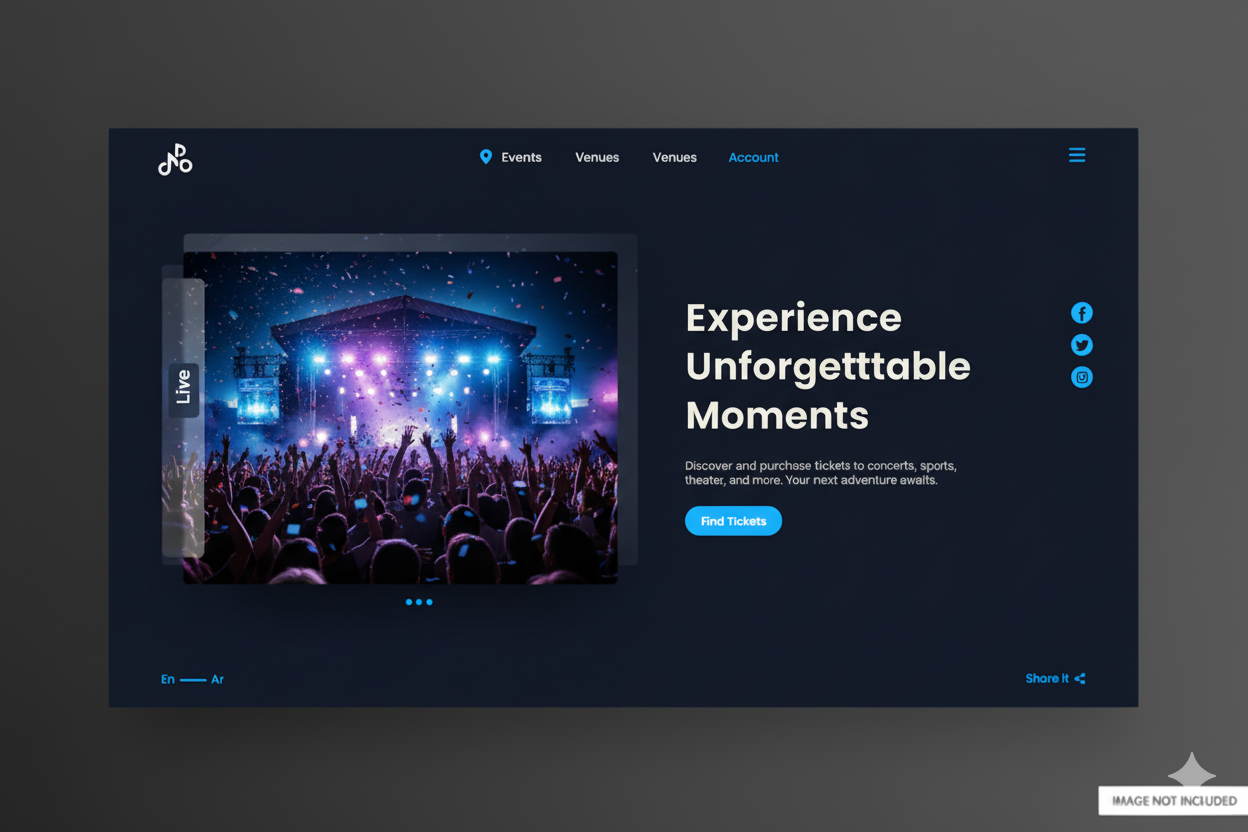 Events
Venues
Venues
Account
Live
Experience
Unforgetttable
Moments
Discover and purchase tickets to concerts, sports,
theater, and more. Your next adventure awaits.
Find Tickets
En
Ar
Share It
IMAGE NOT INCLUDED